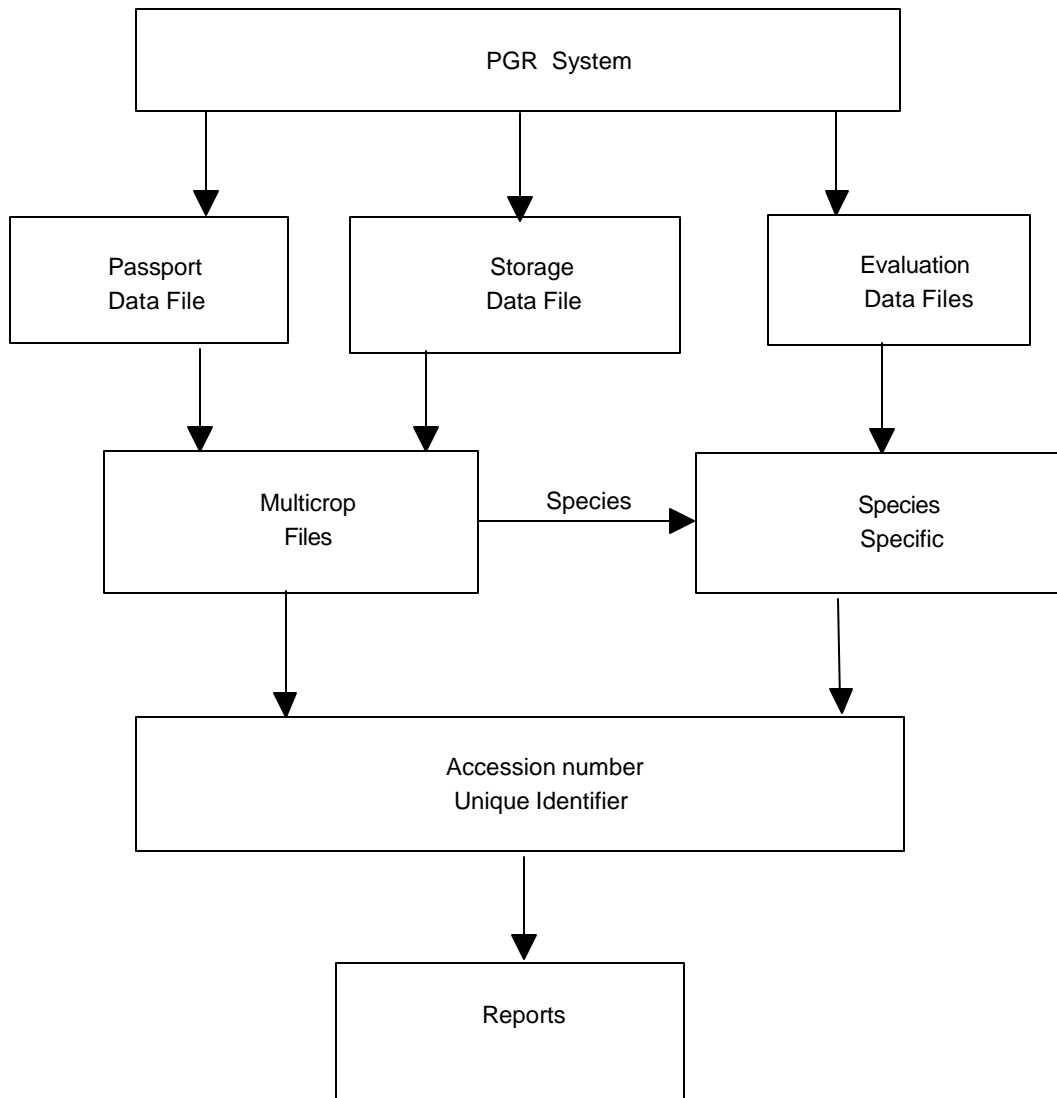 PGR System
Passport
Data File
Storage
Data File
Evaluation
Data Files
Multicrop
Files
Species
Species
Specific
Accession number
Unique Identifier
Reports